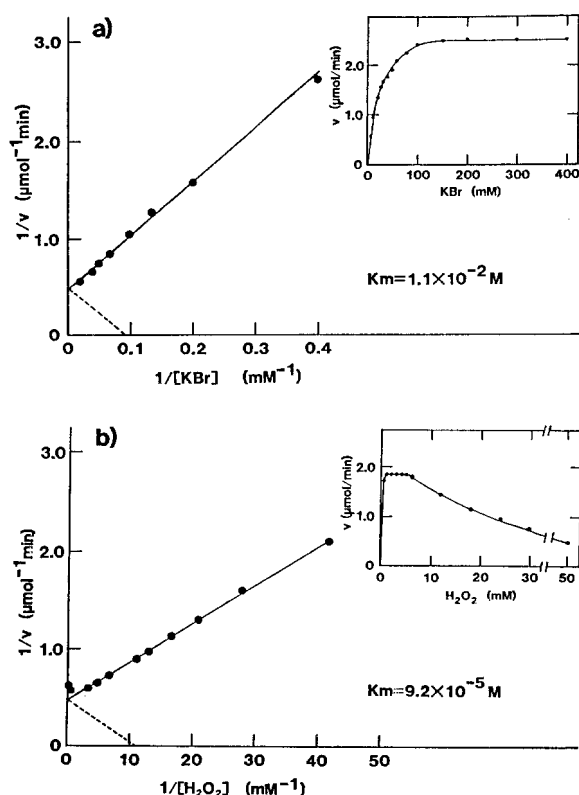 a)
3.0
2.0
1.0
0
1/v (μmol⁻¹min)
0 0.1 0.2 0.3 0.4
1/[KBr] (mM⁻¹)
2.0
1.0
0
v (μmol/min)
0 100 200 300 400
KBr
(mM)
Km=1.1×10⁻² M
b)
3.0
2.0
1.0
0
1/v (μmol⁻¹min)
0 10 20 30 40 50
1/[H₂O₂] (mM⁻¹)
2.0
1.0
0
v (μmol/min)
0 10 20 30 50
H₂O₂ (mM)
Km=9.2×10⁻⁵ M